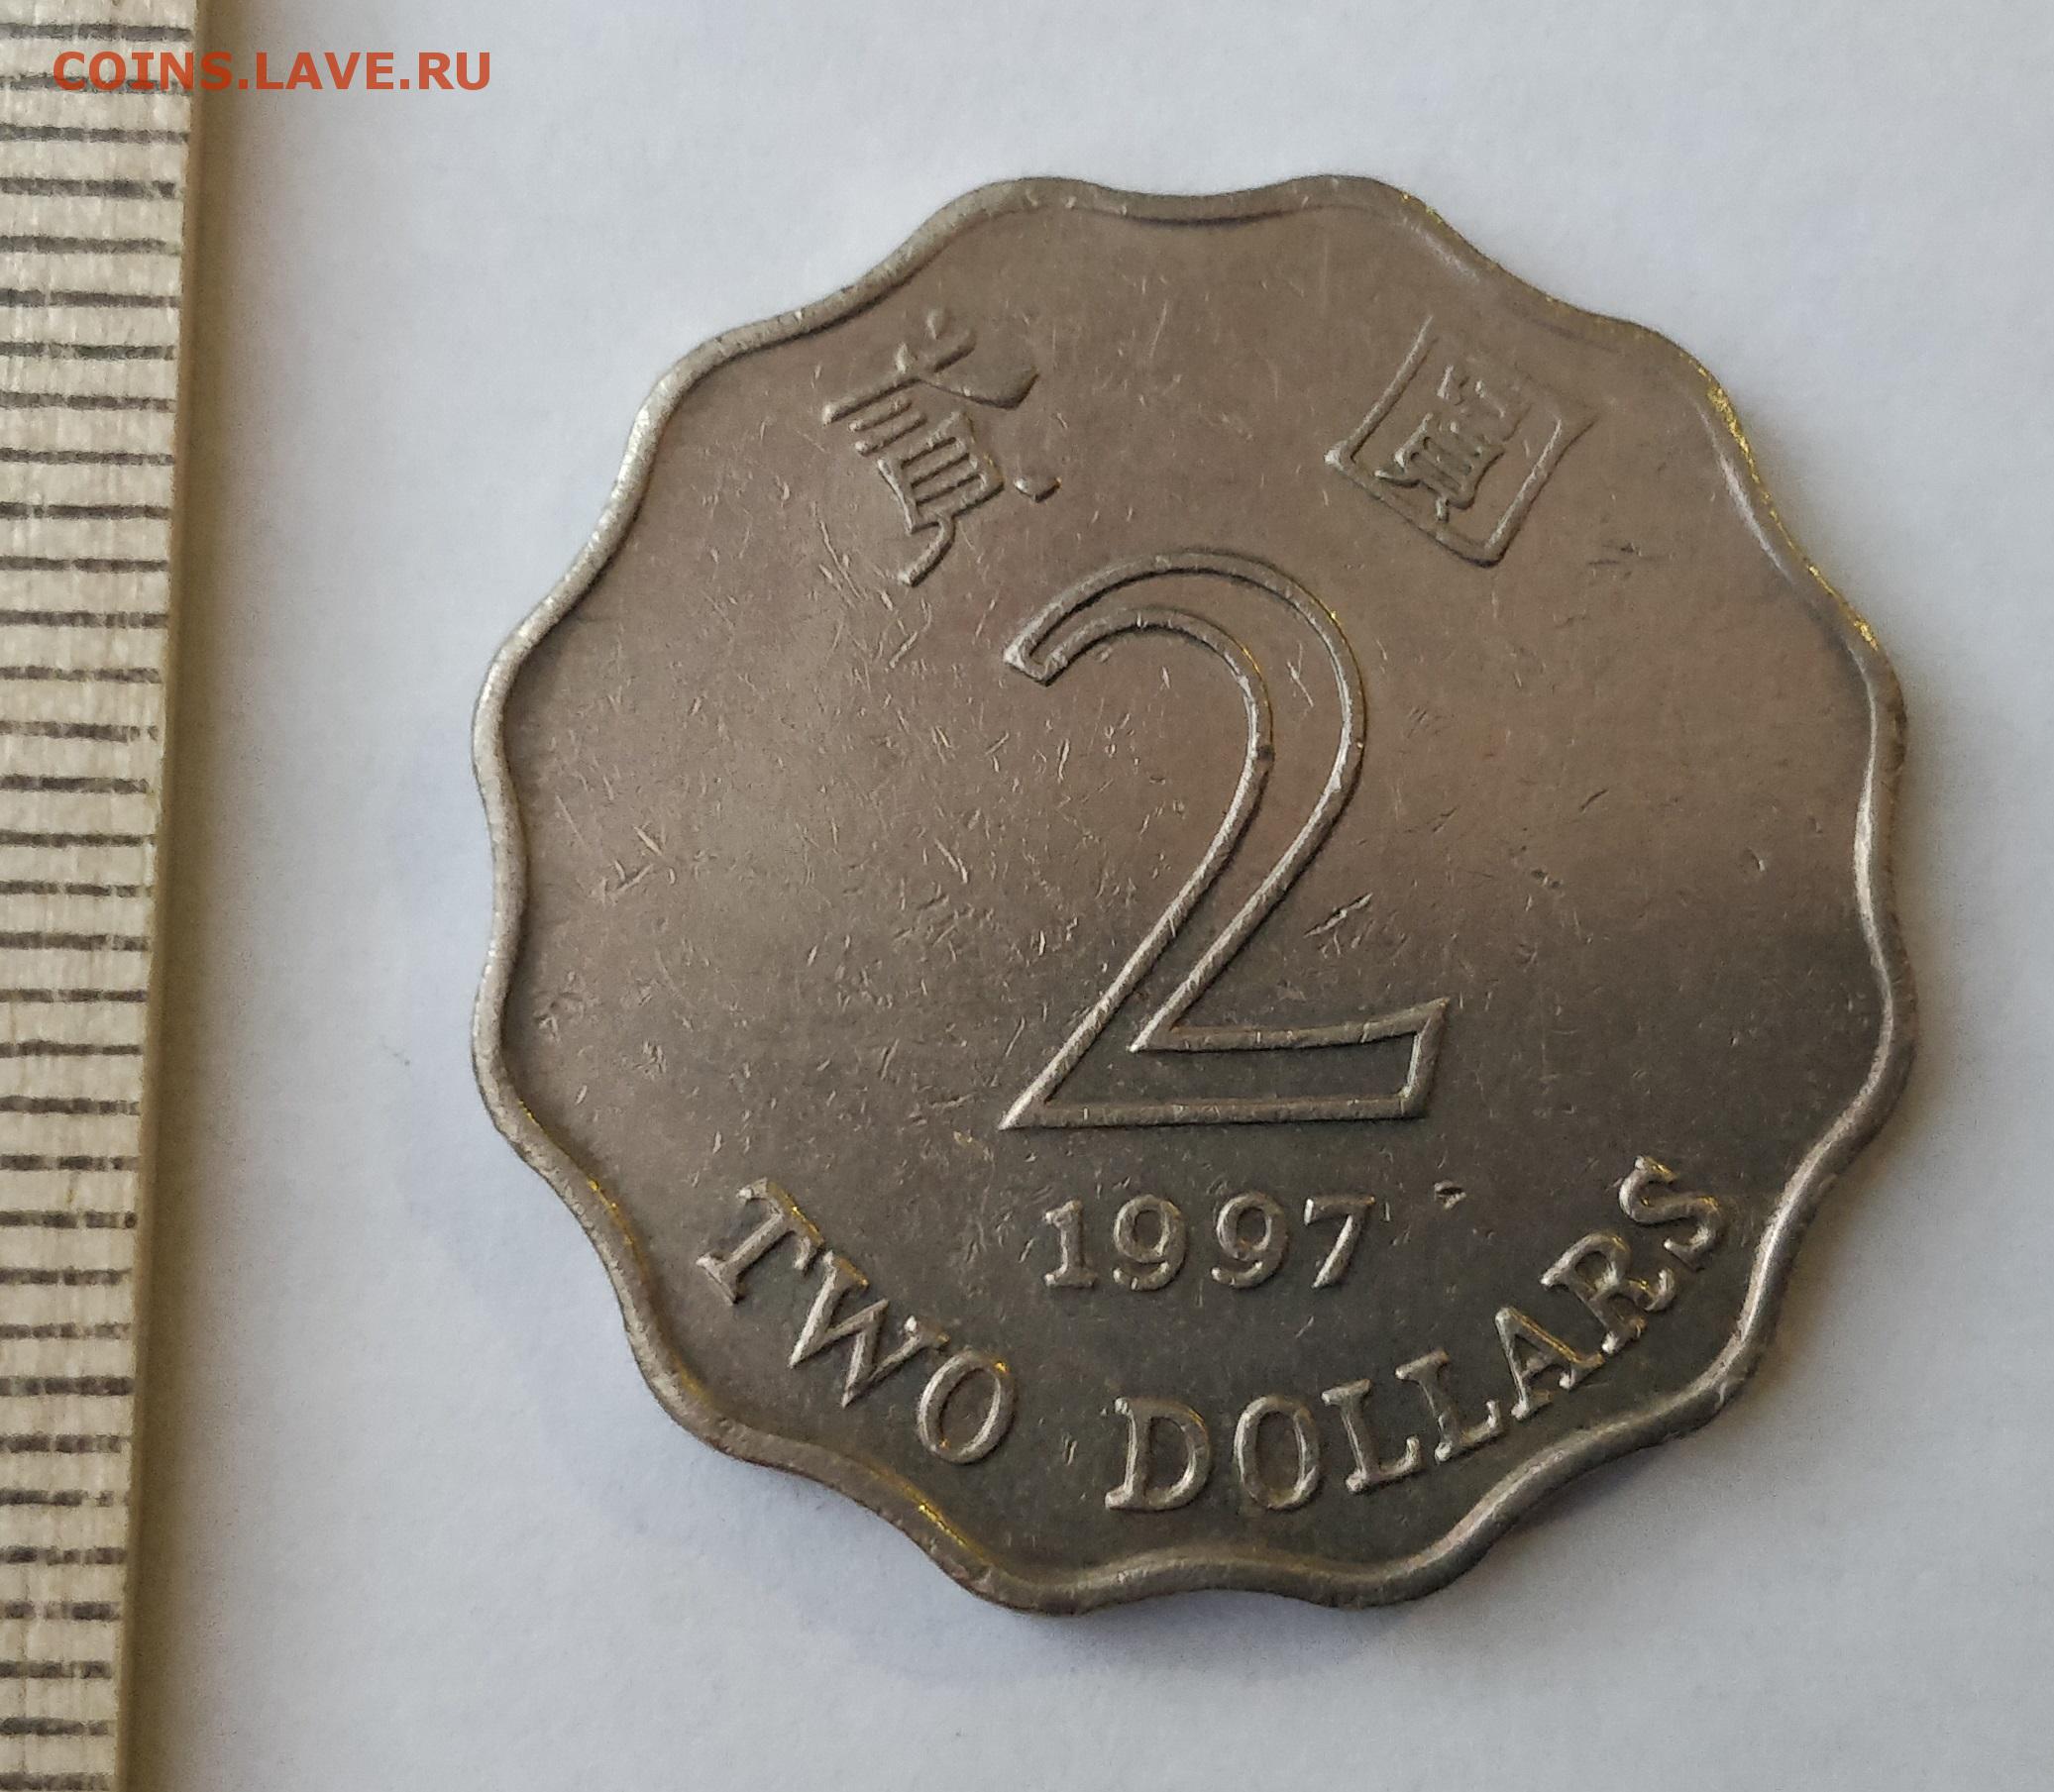 COINS.LAVE.RU
貳圓
2
1997
TWO DOLLARS